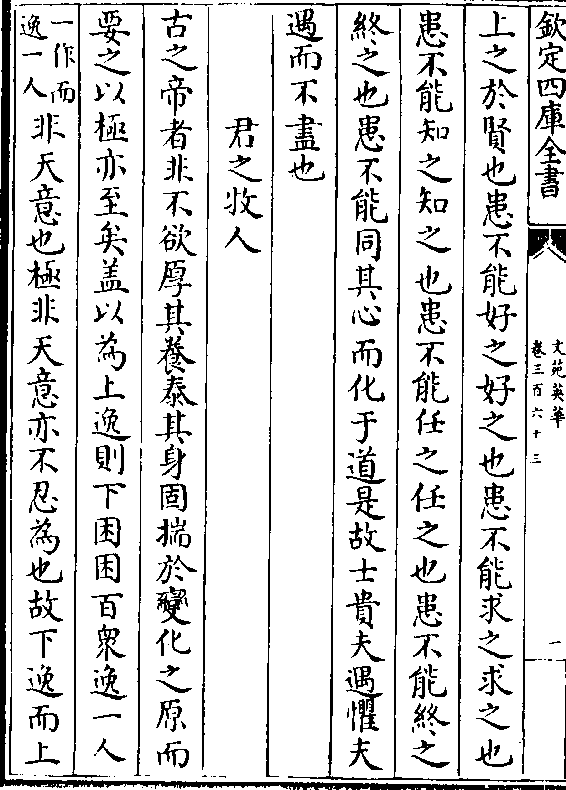 欽定四庫全書
文苑英華
卷三百六十三
一
上之於賢也患不能好之好之也患不能求之求之也
患不能知之知之也患不能任之任之也患不能終之
終之也患不能同其心而化于道是故士貴夫遇懼夫
遇而不盡也
君之牧人
古之帝者非不欲厚其養泰其身固揣於變化之原而
要之以極亦至矣盖以為上逸則下困困百衆逸一人
一作而
逸一人
非天意也極非天意亦不忍為也故下逸而上